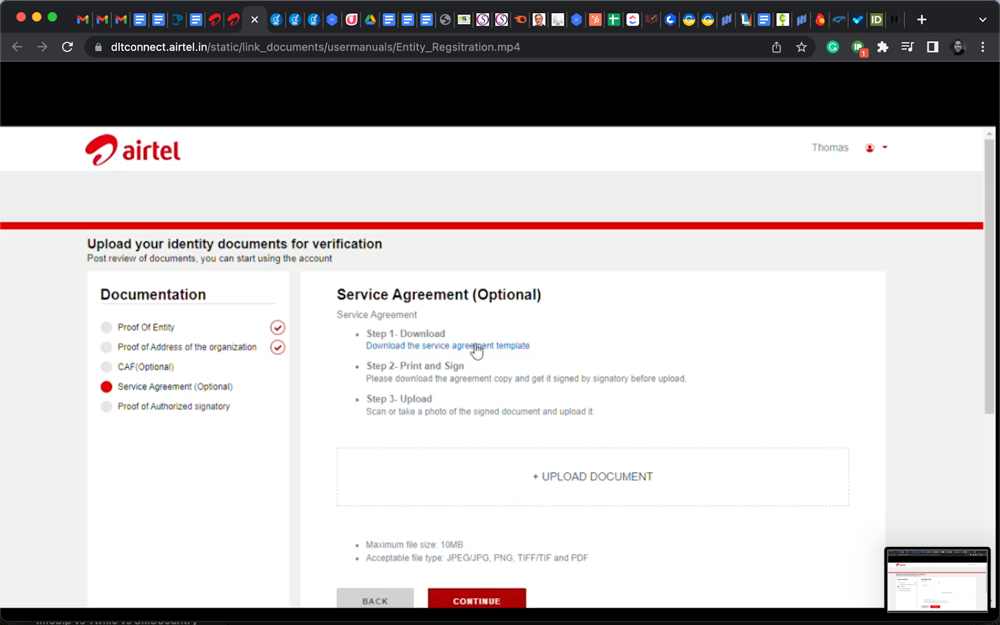 dltconnect.airtel.in/static/link_documents/usermanuals/Entity_Regsitration.mp4
1
airtel
Thomas
Upload your identity documents for verification
Post review of documents, you can start using the account
Documentation
Proof Of Entity
Proof of Address of the organization
CAF(Optional)
Service Agreement (Optional)
Proof of Authorized signatory
Service Agreement (Optional)
Service Agreement
Step 1- Download
Download the service agreement template
Step 2- Print and Sign
Please download the agreement copy and get it signed by signatory before upload.
Step 3- Upload
Scan or take a photo of the signed document and upload it.
+ UPLOAD DOCUMENT
Maximum file size: 10MB
Acceptable file type: JPEG/JPG, PNG, TIFF/TIF and PDF
BACK
CONTINUE